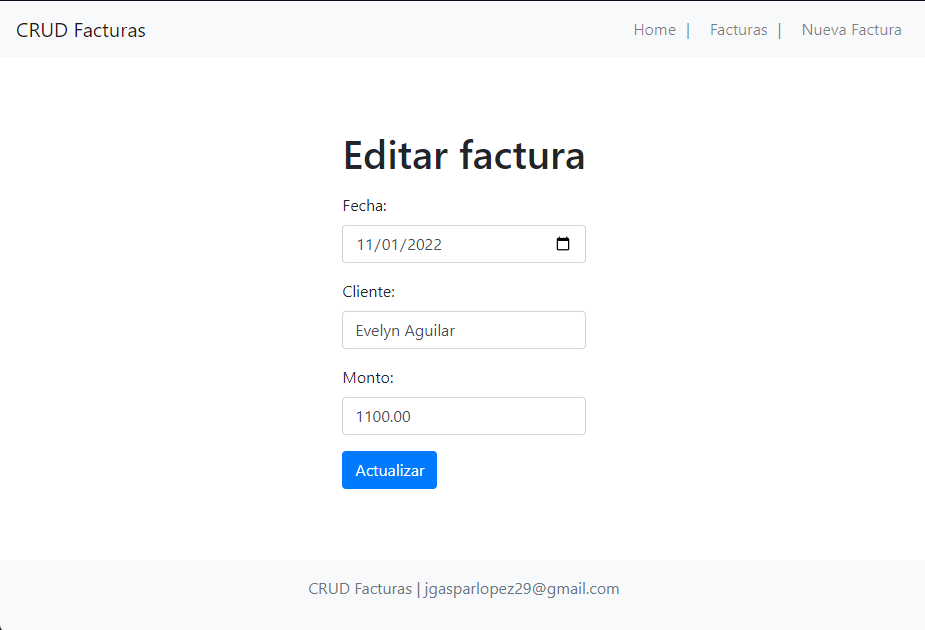 CRUD Facturas
Home | Facturas | Nueva Factura
Editar factura
Fecha:
11/01/2022
Cliente:
Evelyn Aguilar
Monto:
1100.00
Actualizar
CRUD Facturas | jgasparlopez29@gmail.com